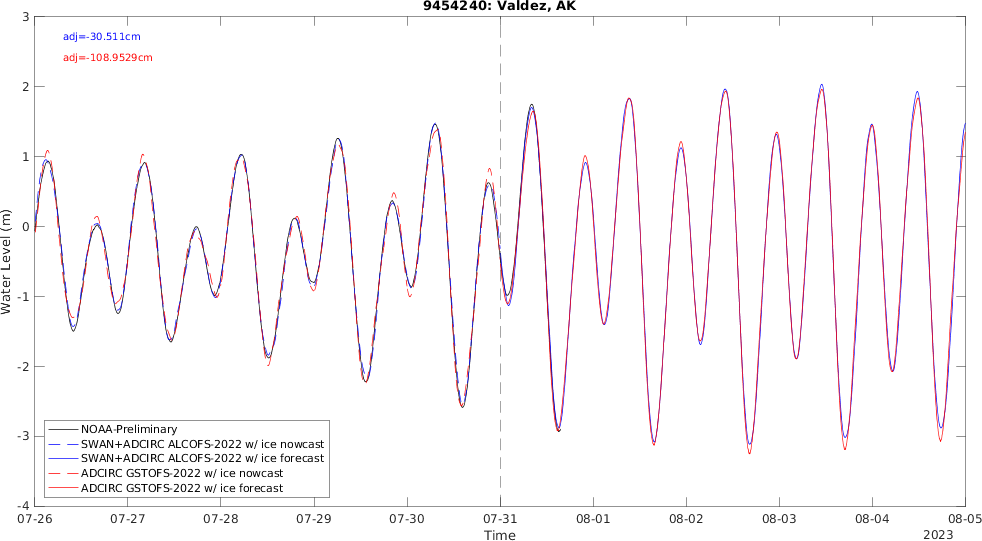 9454240: Valdez, AK
adj=-30.511cm
adj=-108.9529cm
3
2
1
0
-1
-2
-3
-4
Water Level (m)
NOAA-Preliminary
SWAN+ADCIRC ALCOFS-2022 w/ ice nowcast
SWAN+ADCIRC ALCOFS-2022 w/ ice forecast
ADCIRC GSTOFS-2022 w/ ice nowcast
ADCIRC GSTOFS-2022 w/ ice forecast
07-26 07-27 07-28 07-29 07-30 07-31 08-01 08-02 08-03 08-04 08-05
Time
2023